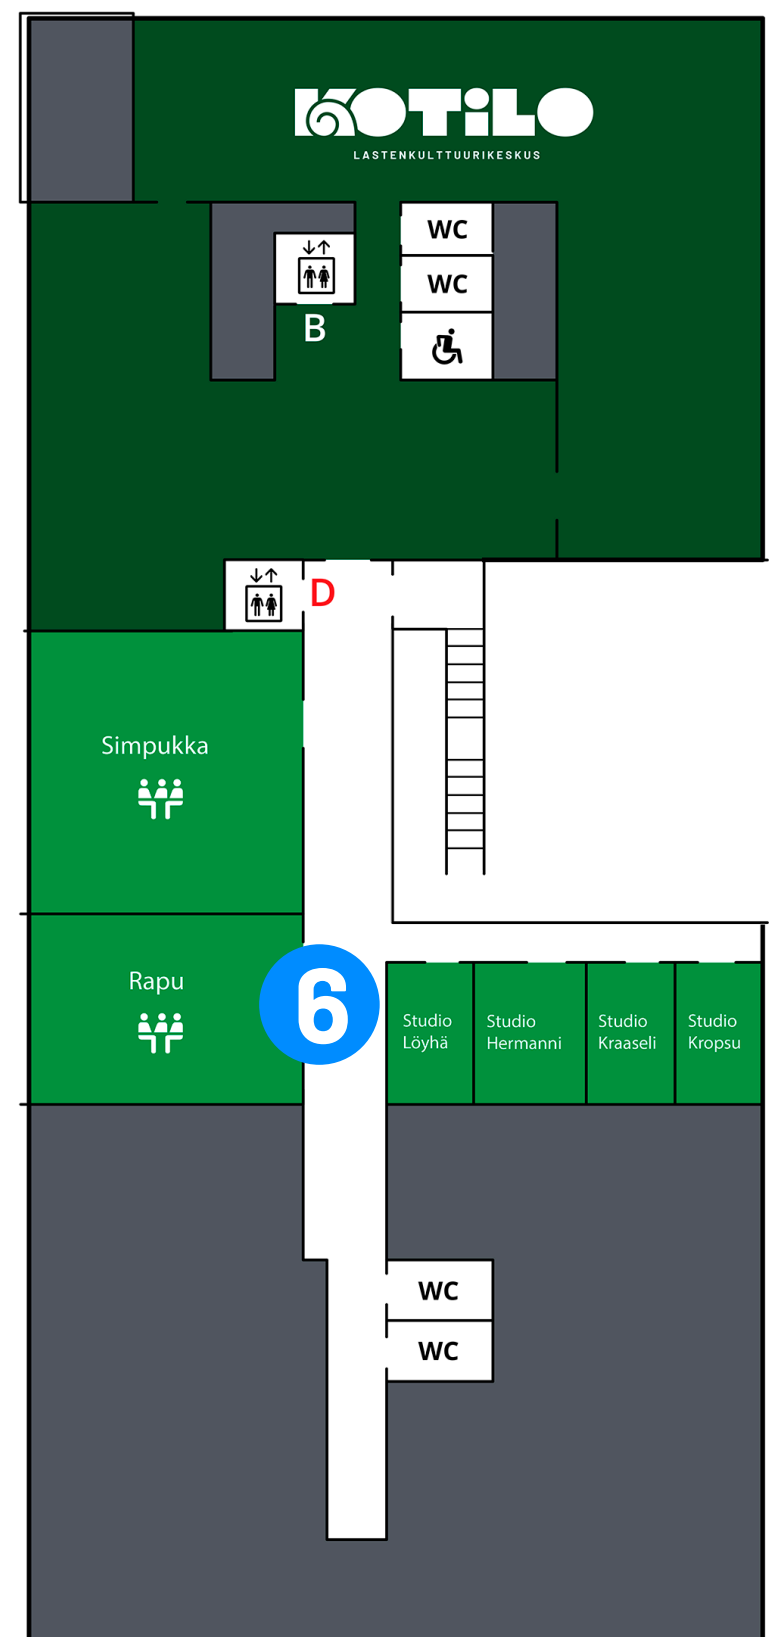 KOTiLO
LASTENKULTTUURIKESKUS
WC
WC
B
D
Simpukka
Rapu
6
Studio
Löyhä
Studio
Hermanni
Studio
Kraaseli
Studio
Kropsu
WC
WC